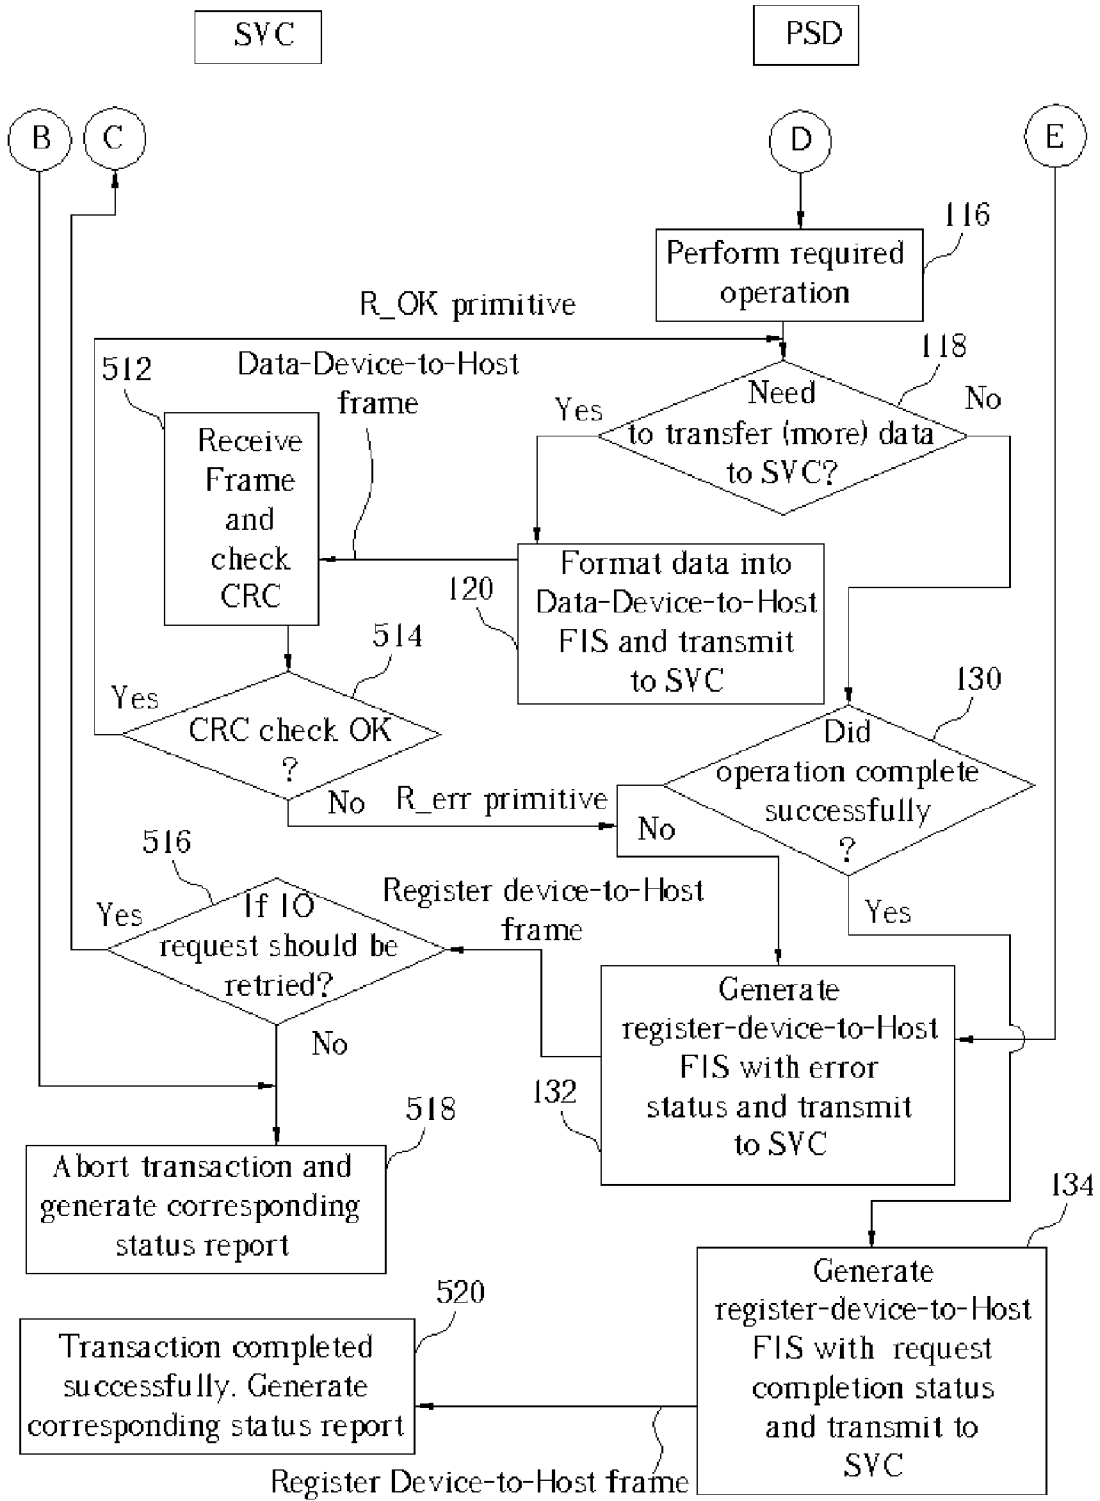 SVC
PSD
B
C
D
E
116
Perform required
operation
R_OK primitive
118
512
Data-Device-to-Host
frame
Need
to transfer (more) data
to SVC?
Yes
No
Receive
Frame
and
check
CRC
120
Format data into
Data-Device-to-Host
FIS and transmit
to SVC
514
Yes
CRC check OK
?
No
R_err primitive
130
Did
operation complete
successfully
?
No
Yes
516
Yes
If IO
request should be
retried?
No
Register device-to-Host
frame
Generate
register-device-to-Host
FIS with error
status and transmit
to SVC
132
518
Abort transaction and
generate corresponding
status report
134
Generate
register-device-to-Host
FIS with request
completion status
and transmit to
SVC
520
Transaction completed
successfully. Generate
corresponding status report
Register Device-to-Host frame